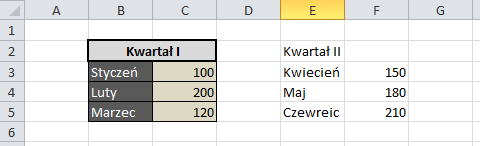 A B C D E F G
1
2 Kwartał I Kwartał II
3 Styczeń 100 Kwiecień 150
4 Luty 200 Maj 180
5 Marzec 120 Czewreic 210
6